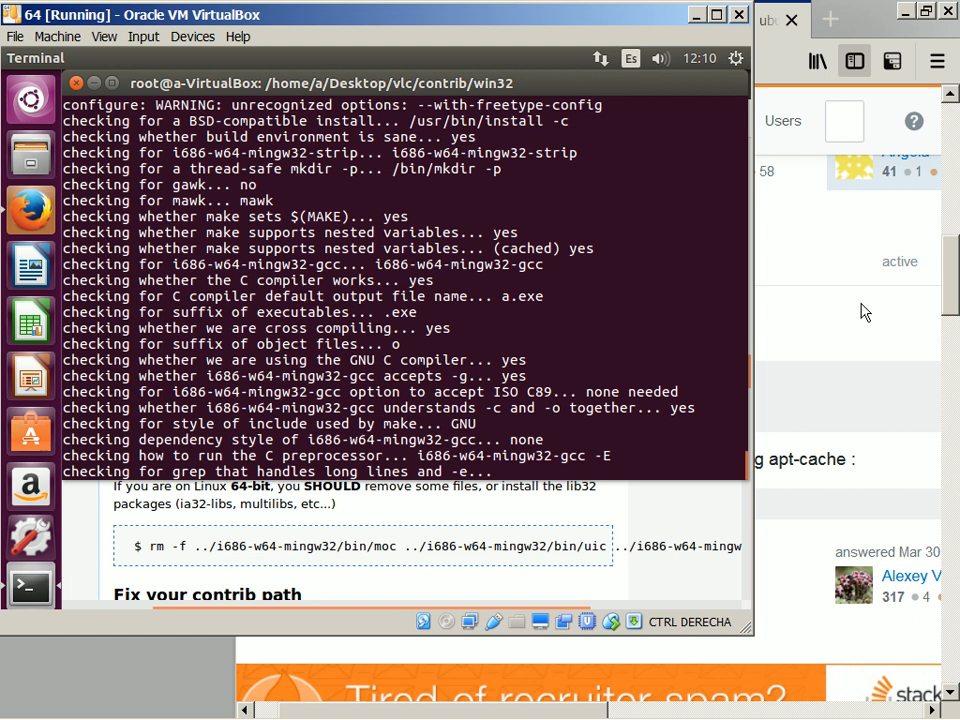 64 [Running] - Oracle VM VirtualBox
File Machine View Input Devices Help
Terminal
Es
12:10
root@a-VirtualBox: /home/a/Desktop/vlc/contrib/win32
configure: WARNING: unrecognized options: --with-freetype-config
checking for a BSD-compatible install... /usr/bin/install -c
checking whether build environment is sane... yes
checking for i686-w64-mingw32-strip... i686-w64-mingw32-strip
checking for a thread-safe mkdir -p... /bin/mkdir -p
checking for gawk... no
checking for mawk... mawk
checking whether make sets $(MAKE)... yes
checking whether make supports nested variables... yes
checking whether make supports nested variables... (cached) yes
checking for i686-w64-mingw32-gcc... i686-w64-mingw32-gcc
checking whether the C compiler works... yes
checking for C compiler default output file name... a.exe
checking for suffix of executables... .exe
checking whether we are cross compiling... yes
checking for suffix of object files... o
checking whether we are using the GNU C compiler... yes
checking whether i686-w64-mingw32-gcc accepts -g... yes
checking for i686-w64-mingw32-gcc option to accept ISO C89... none needed
checking whether i686-w64-mingw32-gcc understands -c and -o together... yes
checking for style of include used by make... GNU
checking dependency style of i686-w64-mingw32-gcc... none
checking how to run the C preprocessor... i686-w64-mingw32-gcc -E
checking for grep that handles long lines and -e...
If you are on Linux 64-bit, you SHOULD remove some files, or install the lib32
packages (ia32-libs, multilibs, etc...)
$ rm -f ../i686-w64-mingw32/bin/moc ../i686-w64-mingw32/bin/uic ../i686-w64-mingw
Fix your contrib path
CTRL DERECHA
ubu
Users
58
41 1
active
g apt-cache :
answered Mar 30
Alexey V
317 4
Tired of recruiter spam?
stack